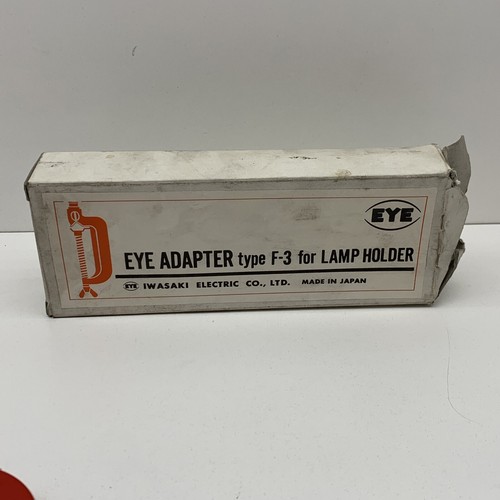 EYE
EYE ADAPTER type F-3 for LAMP HOLDER
EYE IWASAKI ELECTRIC CO., LTD. MADE IN JAPAN